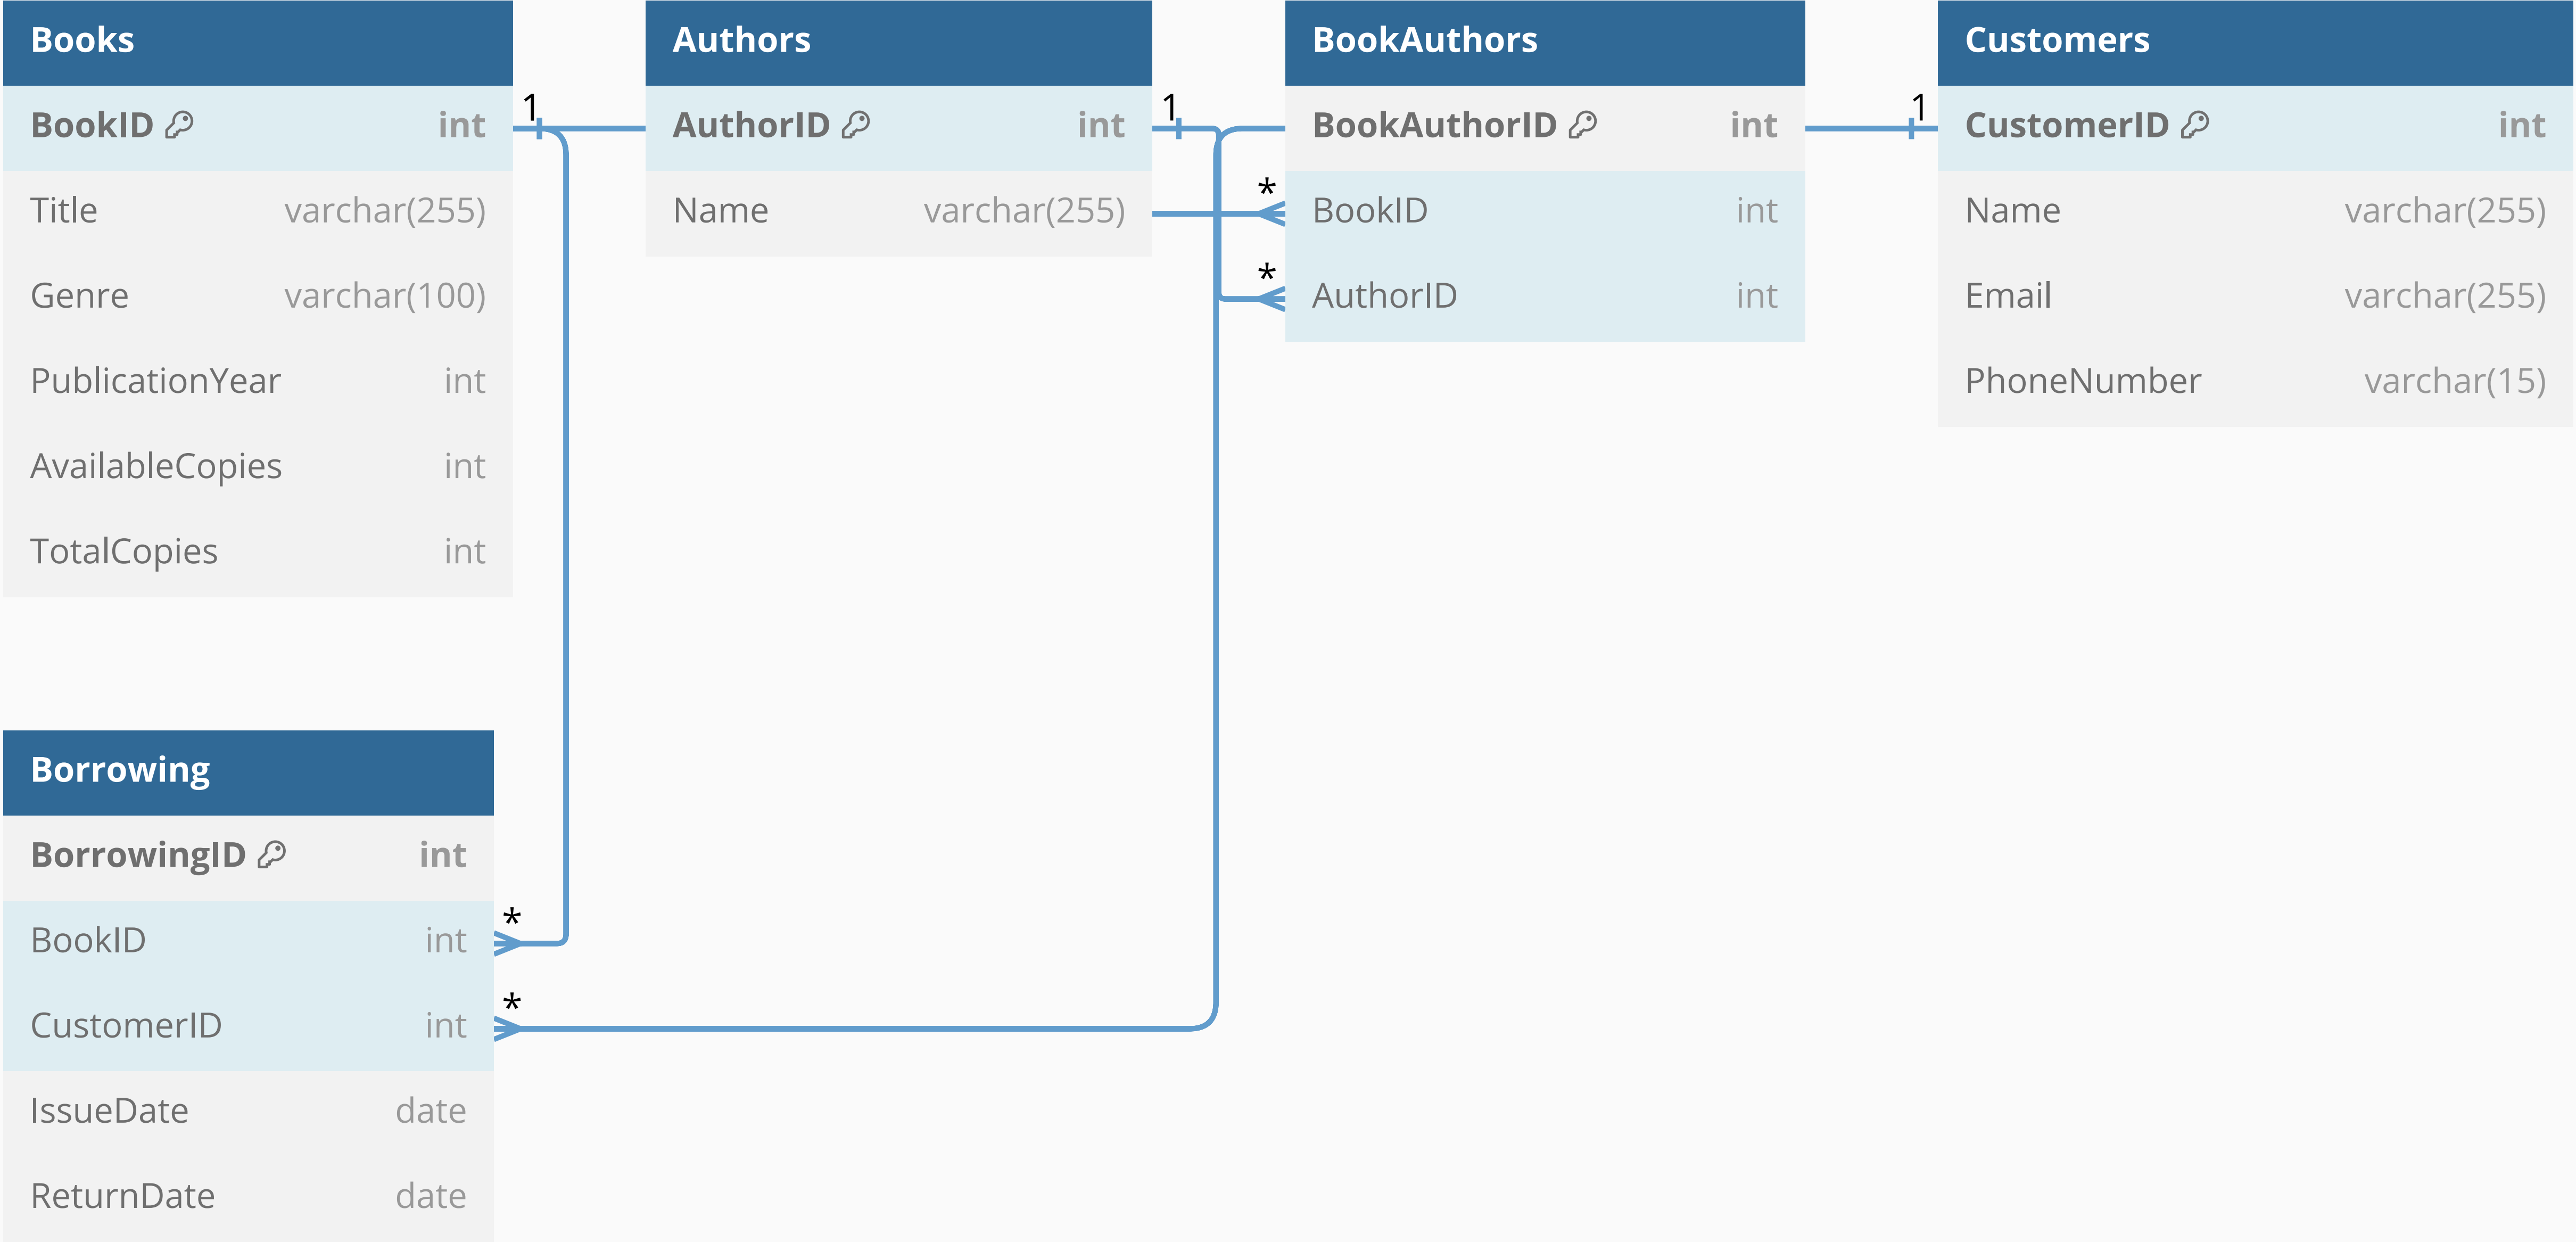 Books
BookID int
Title varchar(255)
Genre varchar(100)
PublicationYear int
AvailableCopies int
TotalCopies int
1
Authors
AuthorID int
Name varchar(255)
1
*
*
BookAuthors
BookAuthorID int
BookID int
AuthorID int
1
Customers
CustomerID int
Name varchar(255)
Email varchar(255)
PhoneNumber varchar(15)
Borrowing
BorrowingID int
BookID int
CustomerID int
IssueDate date
ReturnDate date
*
*